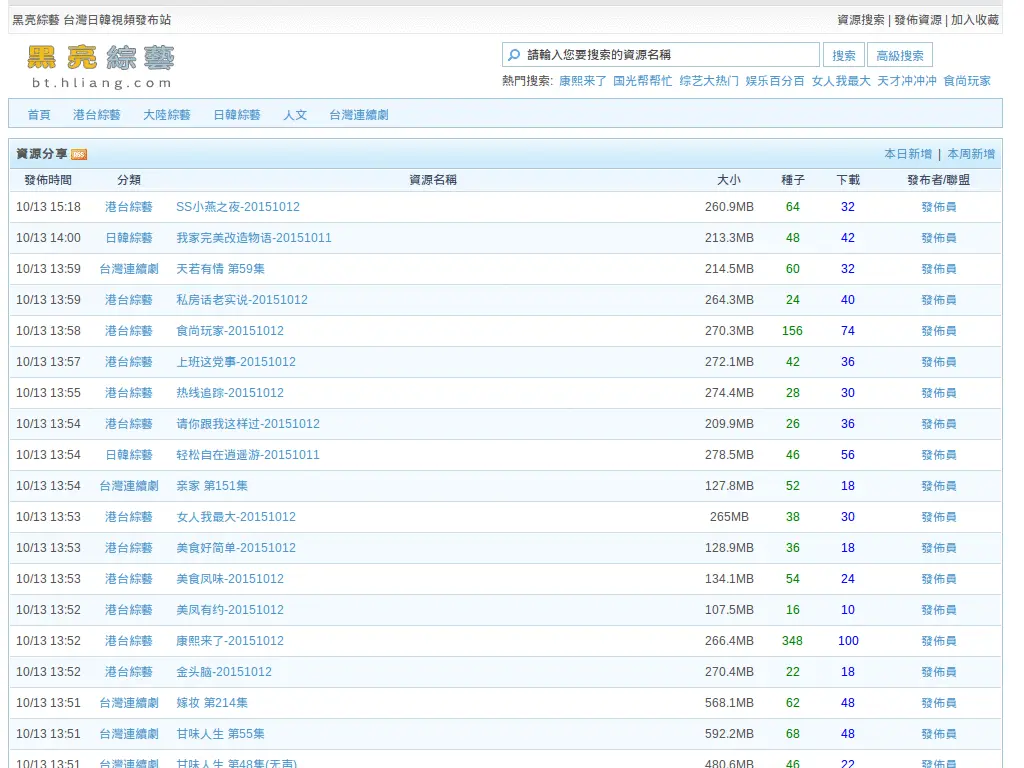 黑亮綜藝 台灣日韓視頻發布站 資源搜索 | 發佈資源 | 加入收藏
黑亮綜藝
bt.hliang.com
請輸入您要搜索的資源名稱 搜索 高級搜索
熱門搜索: 康熙来了 国光帮帮忙 综艺大热门 娱乐百分百 女人我最大 天才冲冲冲 食尚玩家
首頁 港台綜藝 大陸綜藝 日韓綜藝 人文 台灣連續劇
資源分享 RSS 本日新增 | 本周新增
發佈時間 分類 資源名稱 大小 種子 下載 發布者/聯盟
10/13 15:18 港台綜藝 SS小燕之夜-20151012 260.9MB 64 32 發佈員
10/13 14:00 日韓綜藝 我家完美改造物语-20151011 213.3MB 48 42 發佈員
10/13 13:59 台灣連續劇 天若有情 第59集 214.5MB 60 32 發佈員
10/13 13:59 港台綜藝 私房话老实说-20151012 264.3MB 24 40 發佈員
10/13 13:58 港台綜藝 食尚玩家-20151012 270.3MB 156 74 發佈員
10/13 13:57 港台綜藝 上班这党事-20151012 272.1MB 42 36 發佈員
10/13 13:55 港台綜藝 热线追踪-20151012 274.4MB 28 30 發佈員
10/13 13:54 港台綜藝 请你跟我这样过-20151012 209.9MB 26 36 發佈員
10/13 13:54 日韓綜藝 轻松自在逍遥游-20151011 278.5MB 46 56 發佈員
10/13 13:54 台灣連續劇 亲家 第151集 127.8MB 52 18 發佈員
10/13 13:53 港台綜藝 女人我最大-20151012 265MB 38 30 發佈員
10/13 13:53 港台綜藝 美食好简单-20151012 128.9MB 36 18 發佈員
10/13 13:53 港台綜藝 美食凤味-20151012 134.1MB 54 24 發佈員
10/13 13:52 港台綜藝 美凤有约-20151012 107.5MB 16 10 發佈員
10/13 13:52 港台綜藝 康熙来了-20151012 266.4MB 348 100 發佈員
10/13 13:52 港台綜藝 金头脑-20151012 270.4MB 22 18 發佈員
10/13 13:51 台灣連續劇 嫁妆 第214集 568.1MB 62 48 發佈員
10/13 13:51 台灣連續劇 甘味人生 第55集 592.2MB 68 48 發佈員
10/13 13:51 台灣連續劇 甘味人生 第48集(无声) 480.6MB 46 22 發佈員